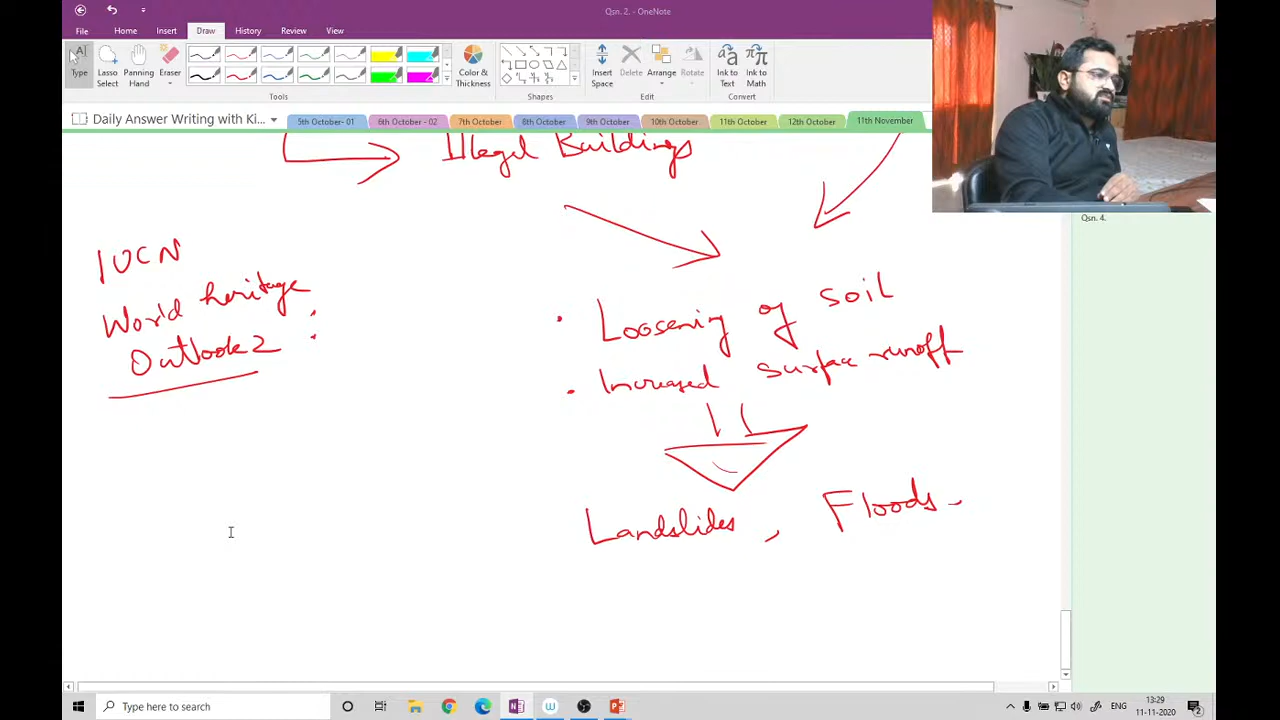 Qsn. 2. - OneNote
File Home Insert Draw History Review View
Type
Lasso Select
Panning Hand
Eraser
Color & Thickness
Insert Space
Delete
Arrange
Rotate
Ink to Text
Ink to Math
Tools Shapes Edit Convert
Daily Answer Writing with Ki...
5th October- 01 6th October - 02 7th October 8th October 9th October 10th October 11th October 12th October 11th November
Qsn. 4.
Illegel Buildings
IUCN
World heritage
Outlook2 :
• Loosening of soil
• Increased surface runoff
Landslides , Floods -
Type here to search
13:29
11-11-2020
2